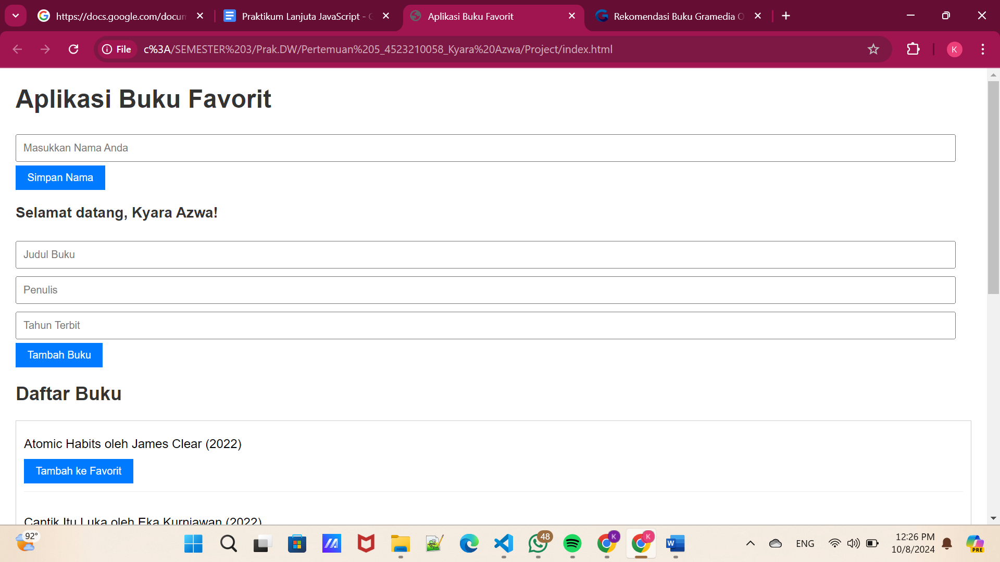 https://docs.google.com/docum
Praktikum Lanjuta JavaScript - G
Aplikasi Buku Favorit
Rekomendasi Buku Gramedia O
File
c%3A/SEMESTER%203/Prak.DW/Pertemuan%205_4523210058_Kyara%20Azwa/Project/index.html
K
Aplikasi Buku Favorit
Masukkan Nama Anda
Simpan Nama
Selamat datang, Kyara Azwa!
Judul Buku
Penulis
Tahun Terbit
Tambah Buku
Daftar Buku
Atomic Habits oleh James Clear (2022)
Tambah ke Favorit
Cantik Itu Luka oleh Eka Kurniawan (2022)
92°
48
K
K
W
ENG
12:26 PM
10/8/2024
PRE